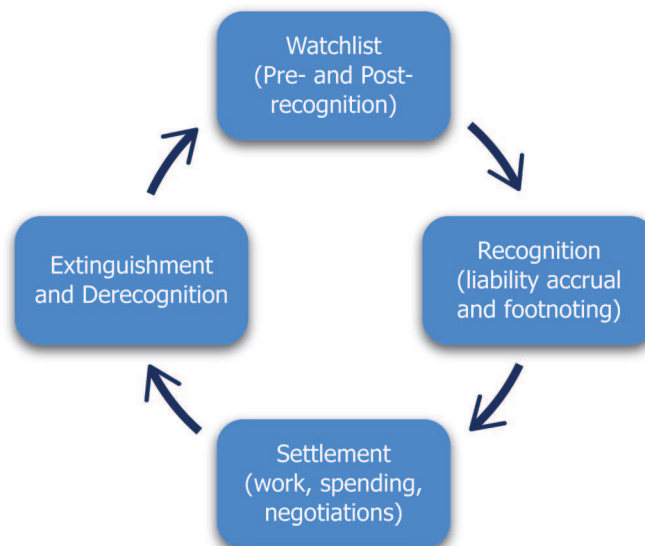 Watchlist
(Pre- and Post-
recognition)
Recognition
(liability accrual
and footnoting)
Settlement
(work, spending,
negotiations)
Extinguishment
and Derecognition